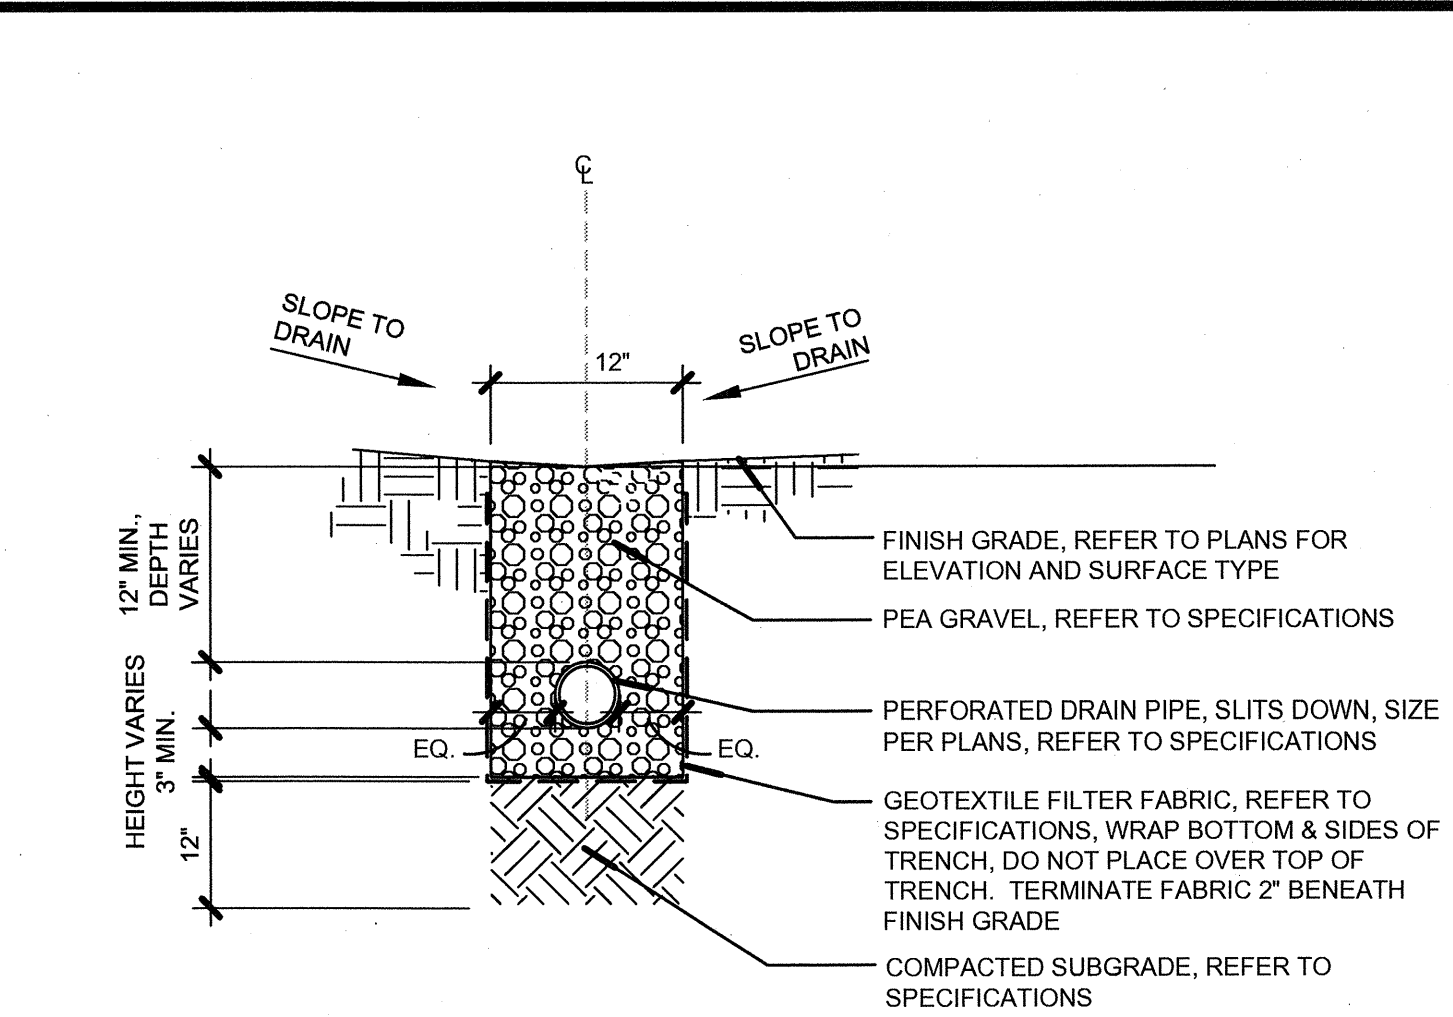 ℄
SLOPE TO
DRAIN
SLOPE TO
DRAIN
12"
12" MIN.,
DEPTH
VARIES
HEIGHT VARIES
3" MIN.
12"
EQ.
EQ.
FINISH GRADE, REFER TO PLANS FOR
ELEVATION AND SURFACE TYPE
PEA GRAVEL, REFER TO SPECIFICATIONS
PERFORATED DRAIN PIPE, SLITS DOWN, SIZE
PER PLANS, REFER TO SPECIFICATIONS
GEOTEXTILE FILTER FABRIC, REFER TO
SPECIFICATIONS, WRAP BOTTOM & SIDES OF
TRENCH, DO NOT PLACE OVER TOP OF
TRENCH. TERMINATE FABRIC 2" BENEATH
FINISH GRADE
COMPACTED SUBGRADE, REFER TO
SPECIFICATIONS